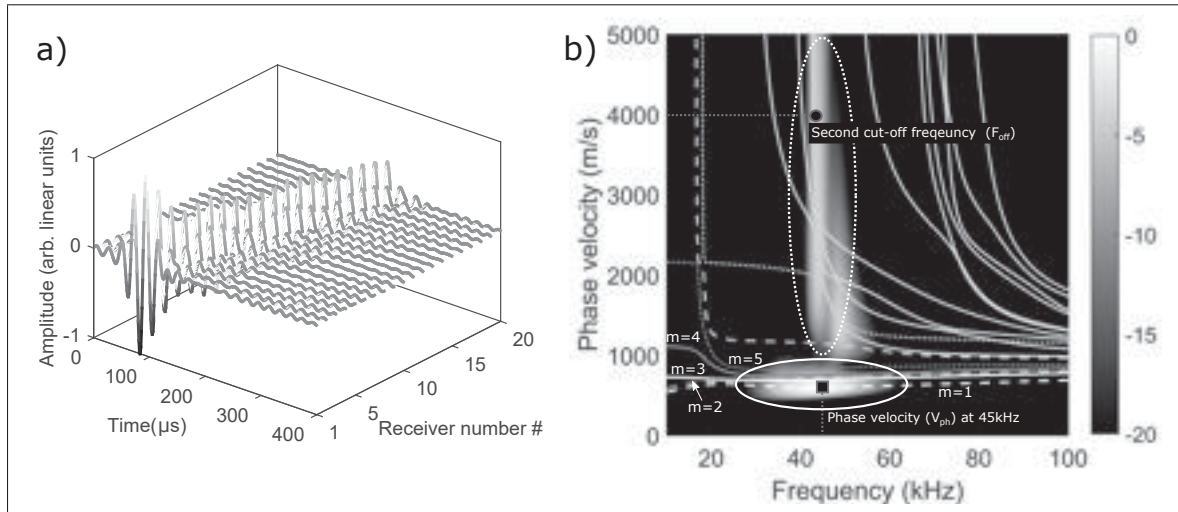 a)
Amplitude (arb. linear units)
1
0
-1
0
100
200
300
400
Time(µs)
1
5
10
15
20
Receiver number #
b)
Phase velocity (m/s)
5000
4000
3000
2000
1000
0
Second cut-off freqeuncy (Foff)
m=4
m=3
m=2
m=5
m=1
Phase velocity (Vph) at 45kHz
20
40
60
80
100
Frequency (kHz)
0
-5
-10
-15
-20